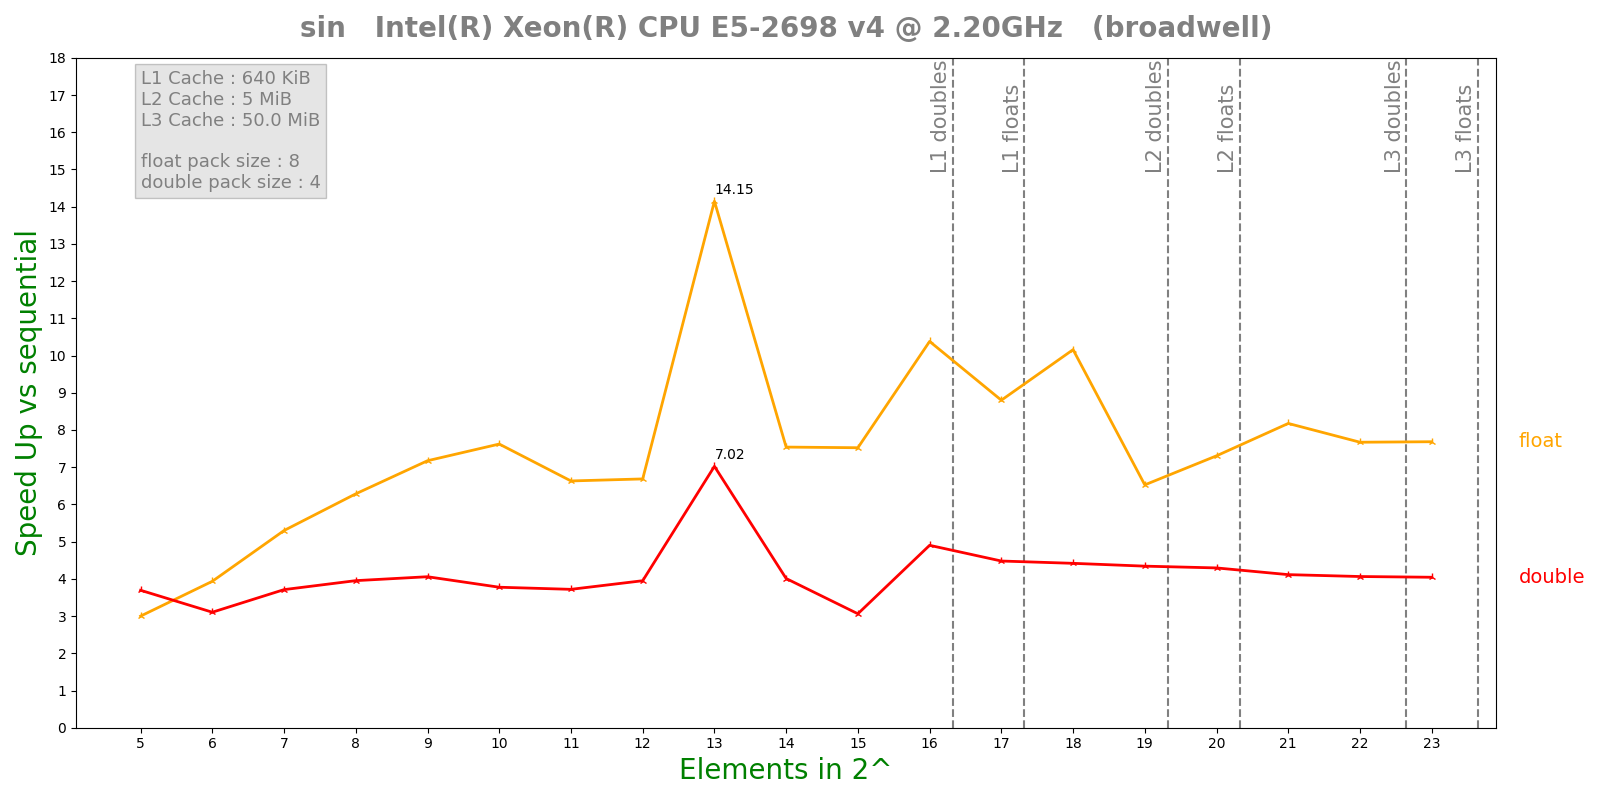 sin   Intel(R) Xeon(R) CPU E5-2698 v4 @ 2.20GHz   (broadwell)
L1 Cache : 640 KiB
L2 Cache : 5 MiB
L3 Cache : 50.0 MiB
float pack size : 8
double pack size : 4
L1 doubles
L1 floats
L2 doubles
L2 floats
L3 doubles
L3 floats
14.15
7.02
float
double
Speed Up vs sequential
18
17
16
15
14
13
12
11
10
9
8
7
6
5
4
3
2
1
0
5 6 7 8 9 10 11 12 13 14 15 16 17 18 19 20 21 22 23
Elements in 2^